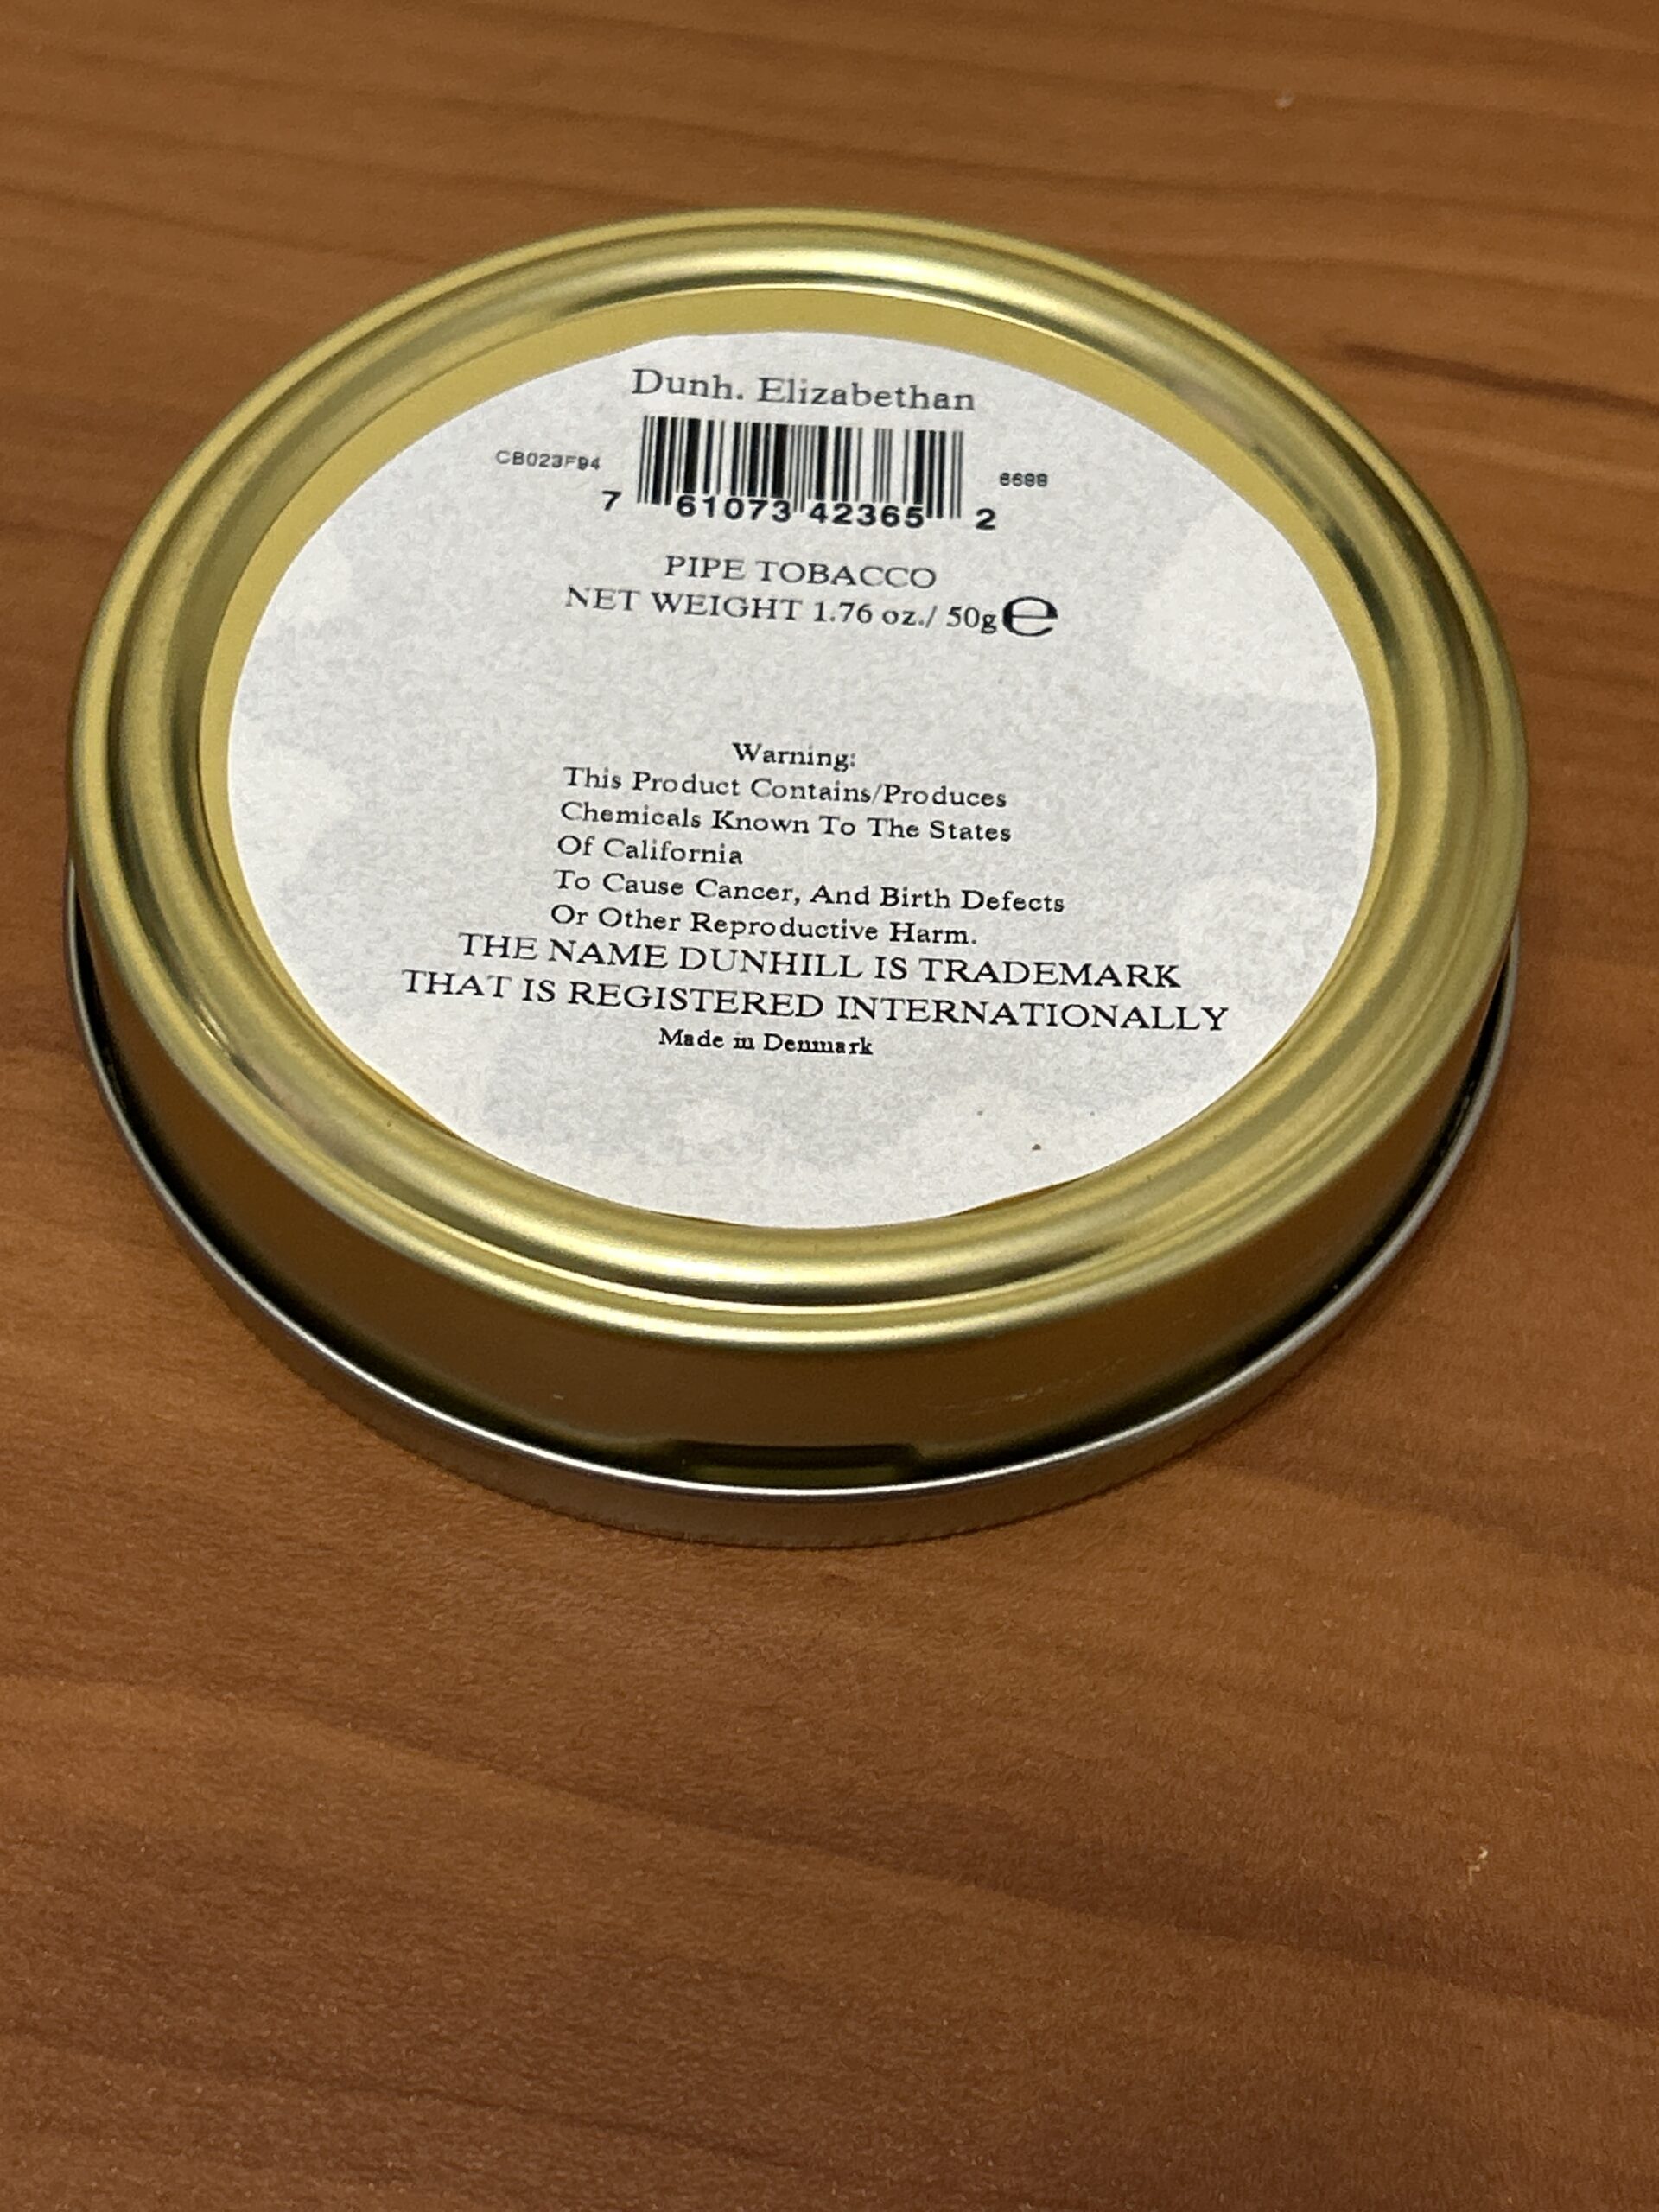 Dunh. Elizabethan
CB023F94
8688
7 61073 42365 2
PIPE TOBACCO
NET WEIGHT 1.76 oz./ 50g℮
Warning:
This Product Contains/Produces
Chemicals Known To The States
Of California
To Cause Cancer, And Birth Defects
Or Other Reproductive Harm.
THE NAME DUNHILL IS TRADEMARK
THAT IS REGISTERED INTERNATIONALLY
Made in Denmark